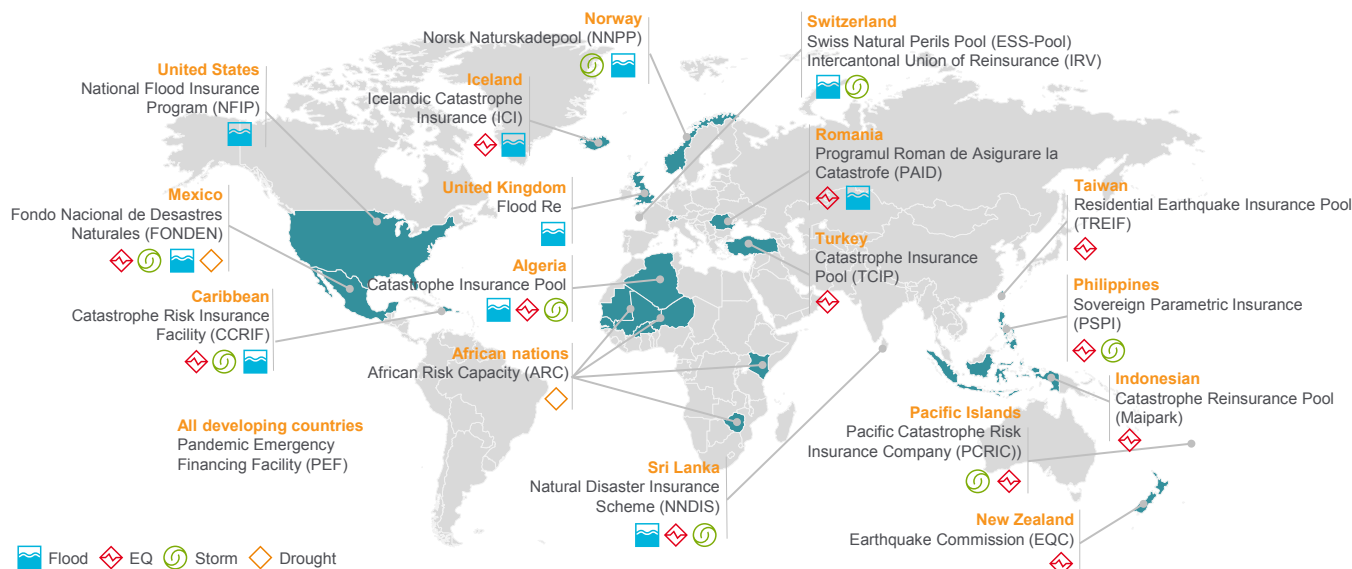 Norway
Norsk Naturskadepool (NNPP)
Switzerland
Swiss Natural Perils Pool (ESS-Pool)
Intercantonal Union of Reinsurance (IRV)
United States
National Flood Insurance
Program (NFIP)
Iceland
Icelandic Catastrophe
Insurance (ICI)
Romania
Programul Roman de Asigurare la
Catastrofe (PAID)
Mexico
Fondo Nacional de Desastres
Naturales (FONDEN)
United Kingdom
Flood Re
Taiwan
Residential Earthquake Insurance Pool
(TREIF)
Turkey
Catastrophe Insurance
Pool (TCIP)
Algeria
Catastrophe Insurance Pool
Caribbean
Catastrophe Risk Insurance
Facility (CCRIF)
Philippines
Sovereign Parametric Insurance
(PSPI)
African nations
African Risk Capacity (ARC)
Indonesian
Catastrophe Reinsurance Pool
(Maipark)
All developing countries
Pandemic Emergency
Financing Facility (PEF)
Pacific Islands
Pacific Catastrophe Risk
Insurance Company (PCRIC))
Sri Lanka
Natural Disaster Insurance
Scheme (NNDIS)
New Zealand
Earthquake Commission (EQC)
Flood EQ Storm Drought